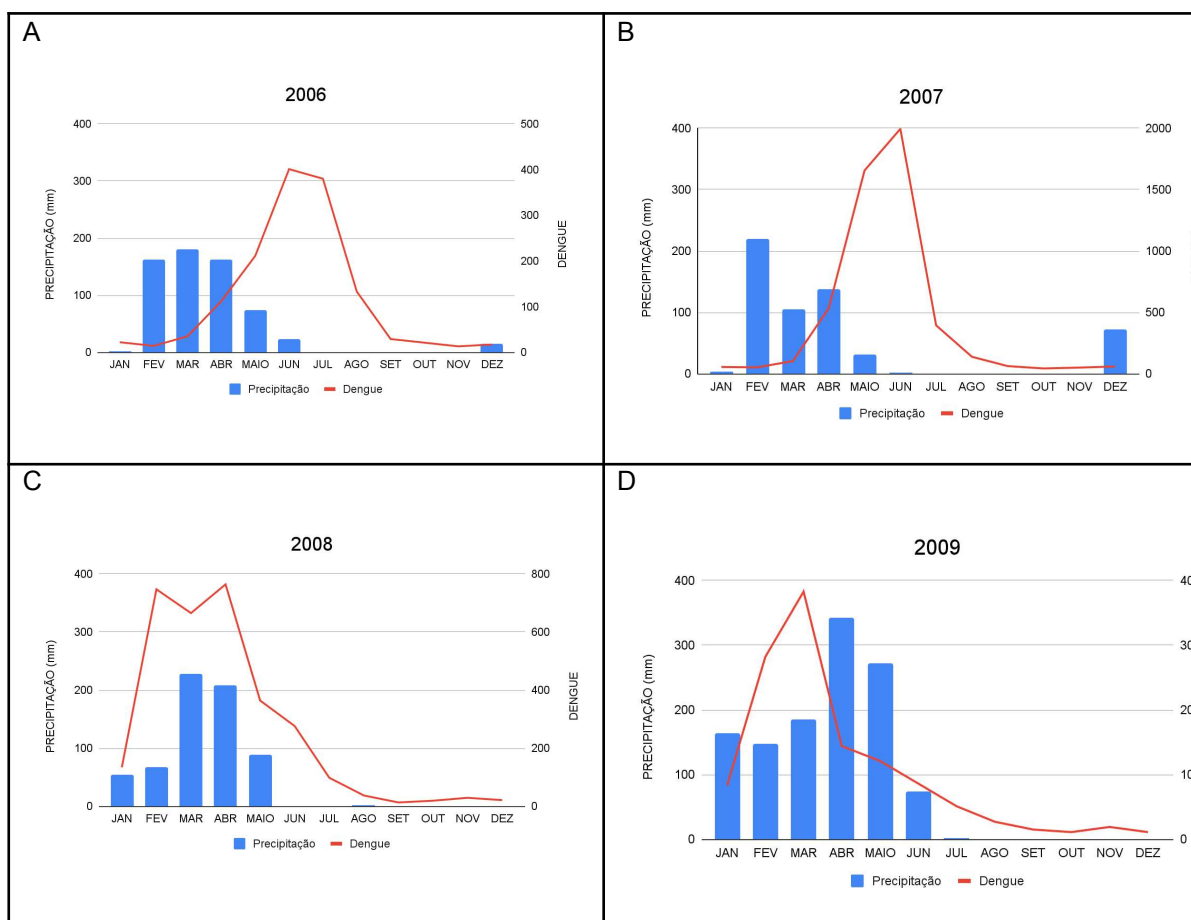 A
2006
PRECIPITAÇÃO (mm)
400
300
200
100
0
500
400
300
200
100
0
DENGUE
JAN FEV MAR ABR MAIO JUN JUL AGO SET OUT NOV DEZ
Precipitação Dengue
B
2007
PRECIPITAÇÃO (mm)
400
300
200
100
0
2000
1500
1000
500
0
JAN FEV MAR ABR MAIO JUN JUL AGO SET OUT NOV DEZ
Precipitação Dengue
C
2008
PRECIPITAÇÃO (mm)
400
300
200
100
0
800
600
400
200
0
DENGUE
JAN FEV MAR ABR MAIO JUN JUL AGO SET OUT NOV DEZ
Precipitação Dengue
D
2009
PRECIPITAÇÃO (mm)
400
300
200
100
0
JAN FEV MAR ABR MAIO JUN JUL AGO SET OUT NOV DEZ
Precipitação Dengue